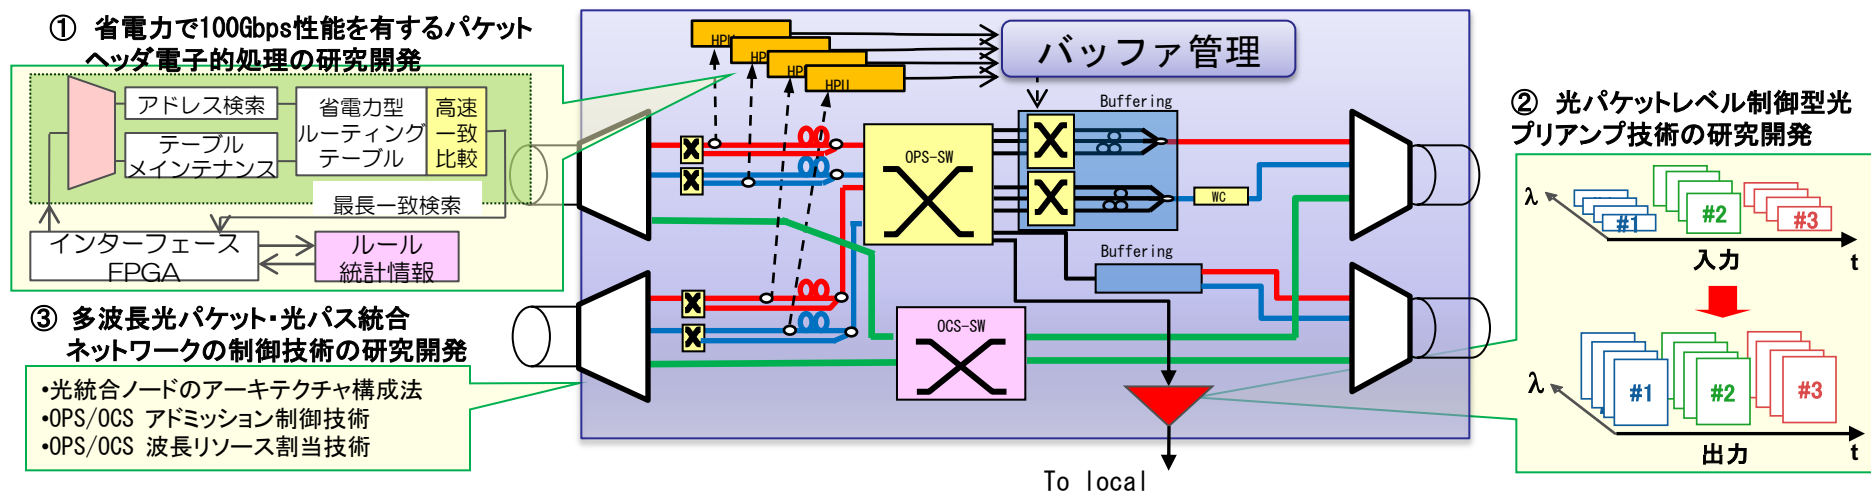 ① 省電力で100Gbps性能を有するパケット
ヘッダ電子的処理の研究開発
アドレス検索
テーブル
メインテナンス
省電力型
ルーティング
テーブル
高速
一致
比較
最長一致検索
インターフェース
FPGA
ルール
統計情報
③ 多波長光パケット・光パス統合
ネットワークの制御技術の研究開発
•光統合ノードのアーキテクチャ構成法
•OPS/OCS アドミッション制御技術
•OPS/OCS 波長リソース割当技術
HPU
HPU
HPU
HPU
バッファ管理
Buffering
OPS-SW
WC
Buffering
OCS-SW
To local
② 光パケットレベル制御型光
プリアンプ技術の研究開発
λ
#1
#2
#3
t
入力
λ
#1
#2
#3
t
出力